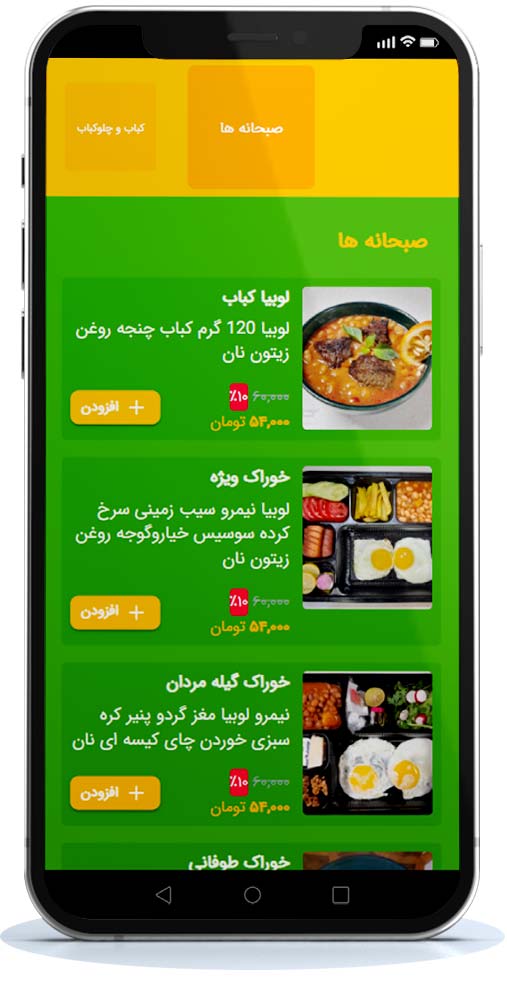 صبحانه ها
کباب و چلوکباب
صبحانه ها
لوبیا کباب
لوبیا 120 گرم کباب چنجه روغن
زیتون نان
۶۰,۰۰۰ ۱۰٪
۵۴,۰۰۰ تومان
افزودن
خوراک ویژه
لوبیا نیمرو سیب زمینی سرخ
کرده سوسیس خیاروگوجه روغن
زیتون نان
۶۰,۰۰۰ ۱۰٪
۵۴,۰۰۰ تومان
افزودن
خوراک گیله مردان
نیمرو لوبیا مغز گردو پنیر کره
سبزی خوردن چای کیسه ای نان
۶۰,۰۰۰ ۱۰٪
۵۴,۰۰۰ تومان
افزودن
خوراک طوفانی